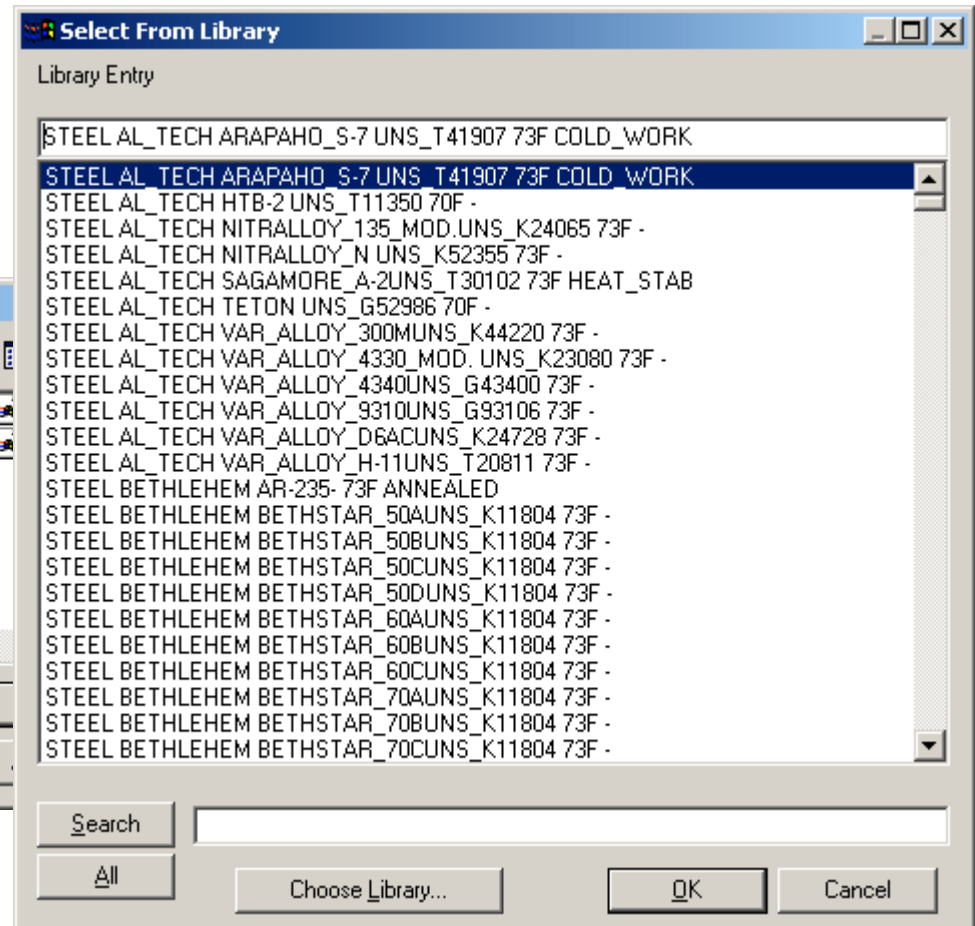 Select From Library
Library Entry
STEEL AL_TECH ARAPAHO_S-7 UNS_T41907 73F COLD_WORK
STEEL AL_TECH ARAPAHO_S-7 UNS_T41907 73F COLD_WORK
STEEL AL_TECH HTB-2 UNS_T11350 70F -
STEEL AL_TECH NITRALLOY_135_MOD.UNS_K24065 73F -
STEEL AL_TECH NITRALLOY_N UNS_K52355 73F -
STEEL AL_TECH SAGAMORE_A-2UNS_T30102 73F HEAT_STAB
STEEL AL_TECH TETON UNS_G52986 70F -
STEEL AL_TECH VAR_ALLOY_300MUNS_K44220 73F -
STEEL AL_TECH VAR_ALLOY_4330_MOD. UNS_K23080 73F -
STEEL AL_TECH VAR_ALLOY_4340UNS_G43400 73F -
STEEL AL_TECH VAR_ALLOY_9310UNS_G93106 73F -
STEEL AL_TECH VAR_ALLOY_D6ACUNS_K24728 73F -
STEEL AL_TECH VAR_ALLOY_H-11UNS_T20811 73F -
STEEL BETHLEHEM AR-235- 73F ANNEALED
STEEL BETHLEHEM BETHSTAR_50AUNS_K11804 73F -
STEEL BETHLEHEM BETHSTAR_50BUNS_K11804 73F -
STEEL BETHLEHEM BETHSTAR_50CUNS_K11804 73F -
STEEL BETHLEHEM BETHSTAR_50DUNS_K11804 73F -
STEEL BETHLEHEM BETHSTAR_60AUNS_K11804 73F -
STEEL BETHLEHEM BETHSTAR_60BUNS_K11804 73F -
STEEL BETHLEHEM BETHSTAR_60CUNS_K11804 73F -
STEEL BETHLEHEM BETHSTAR_70AUNS_K11804 73F -
STEEL BETHLEHEM BETHSTAR_70BUNS_K11804 73F -
STEEL BETHLEHEM BETHSTAR_70CUNS_K11804 73F -
Search
All
Choose Library...
OK
Cancel